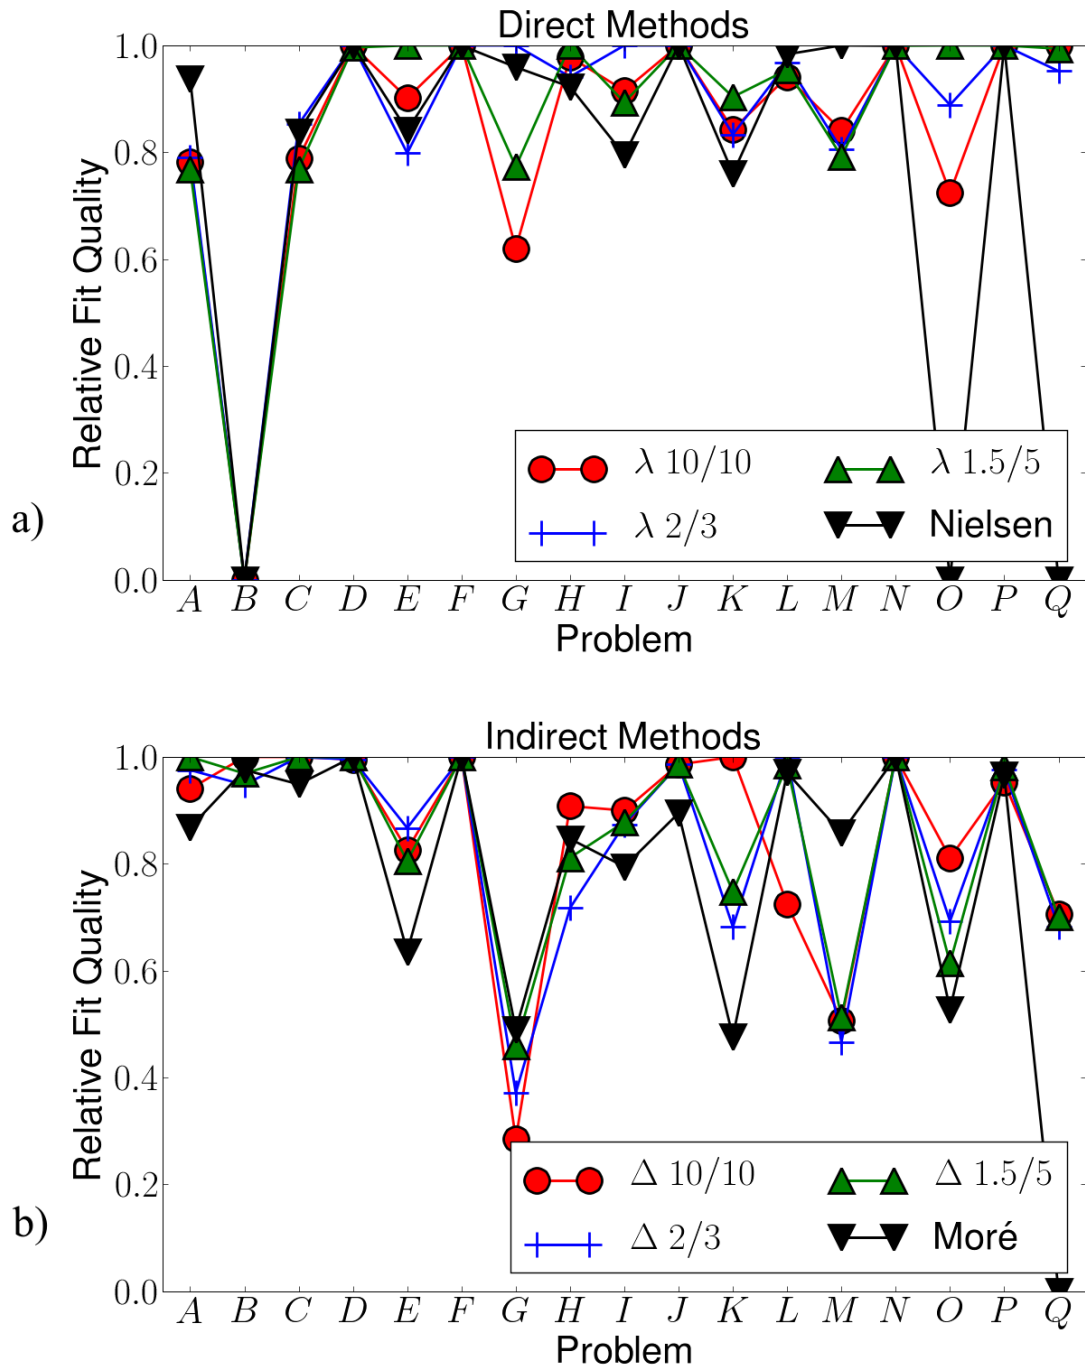 Direct Methods
1.0
0.8
0.6
0.4
0.2
0.0
Relative Fit Quality
λ 10/10
λ 1.5/5
λ 2/3
Nielsen
a)
A B C D E F G H I J K L M N O P Q
Problem
Indirect Methods
1.0
0.8
0.6
0.4
0.2
0.0
Relative Fit Quality
Δ 10/10
Δ 1.5/5
Δ 2/3
Moré
b)
A B C D E F G H I J K L M N O P Q
Problem